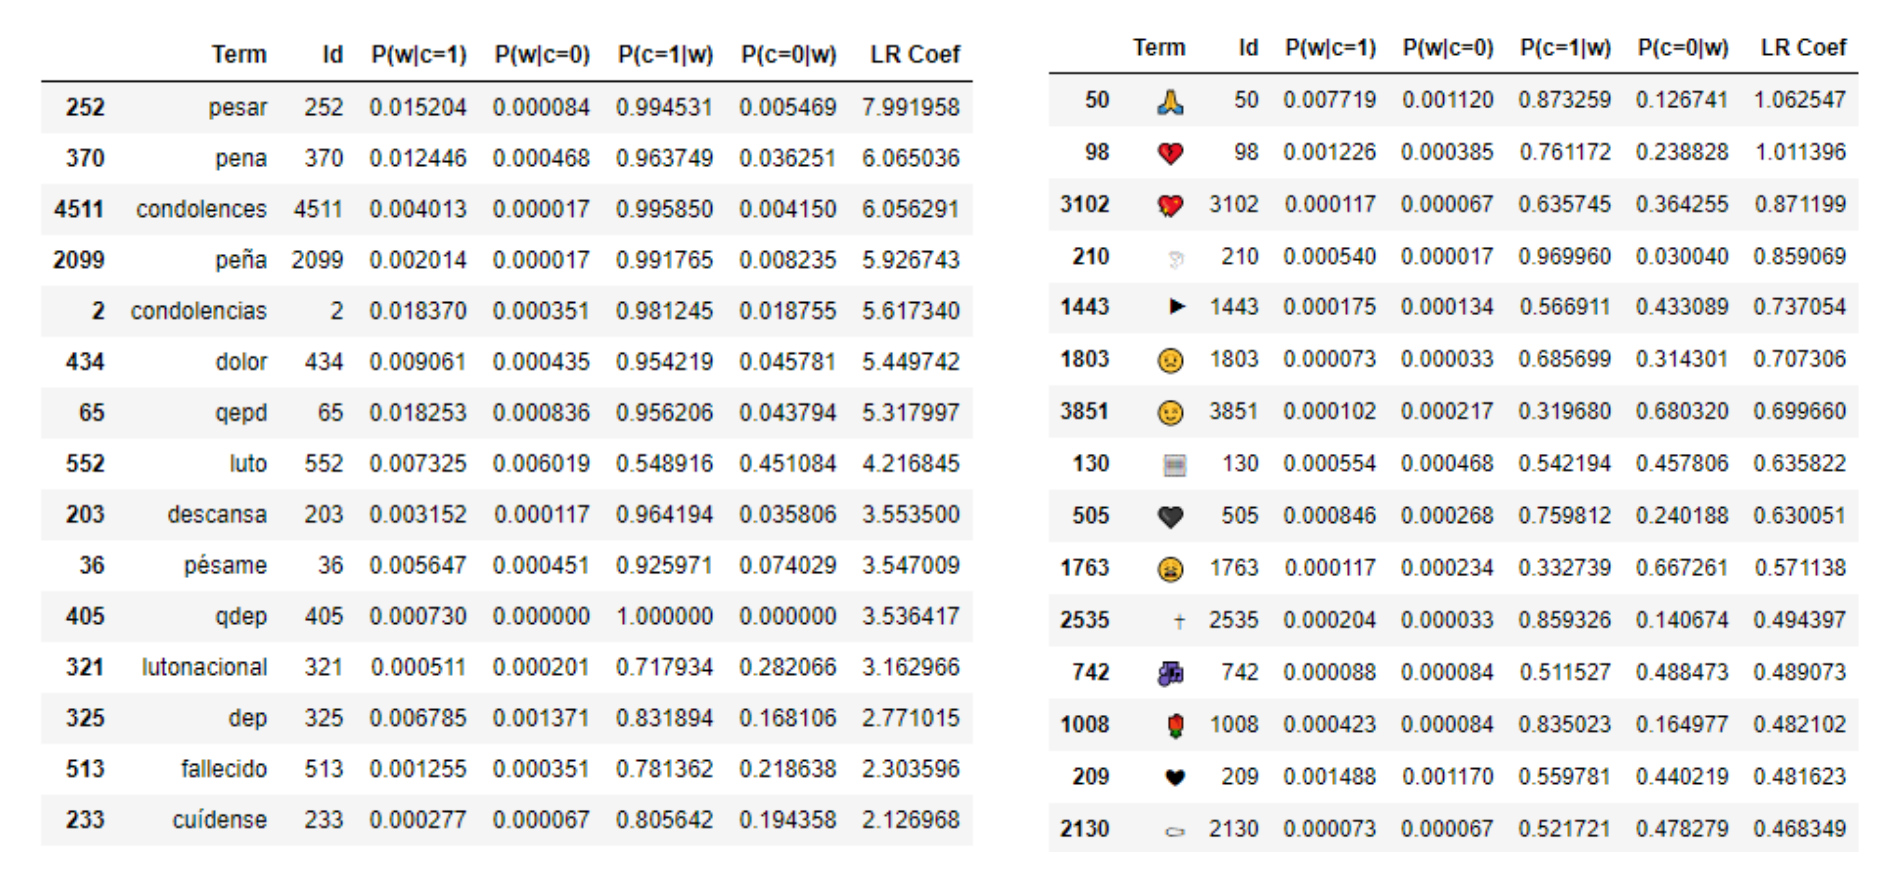 Term Id P(w|c=1) P(w|c=0) P(c=1|w) P(c=0|w) LR Coef
252 pesar 252 0.015204 0.000084 0.994531 0.005469 7.991958
370 pena 370 0.012446 0.000468 0.963749 0.036251 6.065036
4511 condolences 4511 0.004013 0.000017 0.995850 0.004150 6.056291
2099 peña 2099 0.002014 0.000017 0.991765 0.008235 5.926743
2 condolencias 2 0.018370 0.000351 0.981245 0.018755 5.617340
434 dolor 434 0.009061 0.000435 0.954219 0.045781 5.449742
65 qepd 65 0.018253 0.000836 0.956206 0.043794 5.317997
552 luto 552 0.007325 0.006019 0.548916 0.451084 4.216845
203 descansa 203 0.003152 0.000117 0.964194 0.035806 3.553500
36 pésame 36 0.005647 0.000451 0.925971 0.074029 3.547009
405 qdep 405 0.000730 0.000000 1.000000 0.000000 3.536417
321 lutonacional 321 0.000511 0.000201 0.717934 0.282066 3.162966
325 dep 325 0.006785 0.001371 0.831894 0.168106 2.771015
513 fallecido 513 0.001255 0.000351 0.781362 0.218638 2.303596
233 cuídense 233 0.000277 0.000067 0.805642 0.194358 2.126968
Term Id P(w|c=1) P(w|c=0) P(c=1|w) P(c=0|w) LR Coef
50 🙏 50 0.007719 0.001120 0.873259 0.126741 1.062547
98 💔 98 0.001226 0.000385 0.761172 0.238828 1.011396
3102 💖 3102 0.000117 0.000067 0.635745 0.364255 0.871199
210 🕊 210 0.000540 0.000017 0.969960 0.030040 0.859069
1443 ▶ 1443 0.000175 0.000134 0.566911 0.433089 0.737054
1803 😟 1803 0.000073 0.000033 0.685699 0.314301 0.707306
3851 😉 3851 0.000102 0.000217 0.319680 0.680320 0.699660
130 130 0.000554 0.000468 0.542194 0.457806 0.635822
505 🖤 505 0.000846 0.000268 0.759812 0.240188 0.630051
1763 😫 1763 0.000117 0.000234 0.332739 0.667261 0.571138
2535 † 2535 0.000204 0.000033 0.859326 0.140674 0.494397
742 742 0.000088 0.000084 0.511527 0.488473 0.489073
1008 🌹 1008 0.000423 0.000084 0.835023 0.164977 0.482102
209 ♥ 209 0.001488 0.001170 0.559781 0.440219 0.481623
2130 2130 0.000073 0.000067 0.521721 0.478279 0.468349